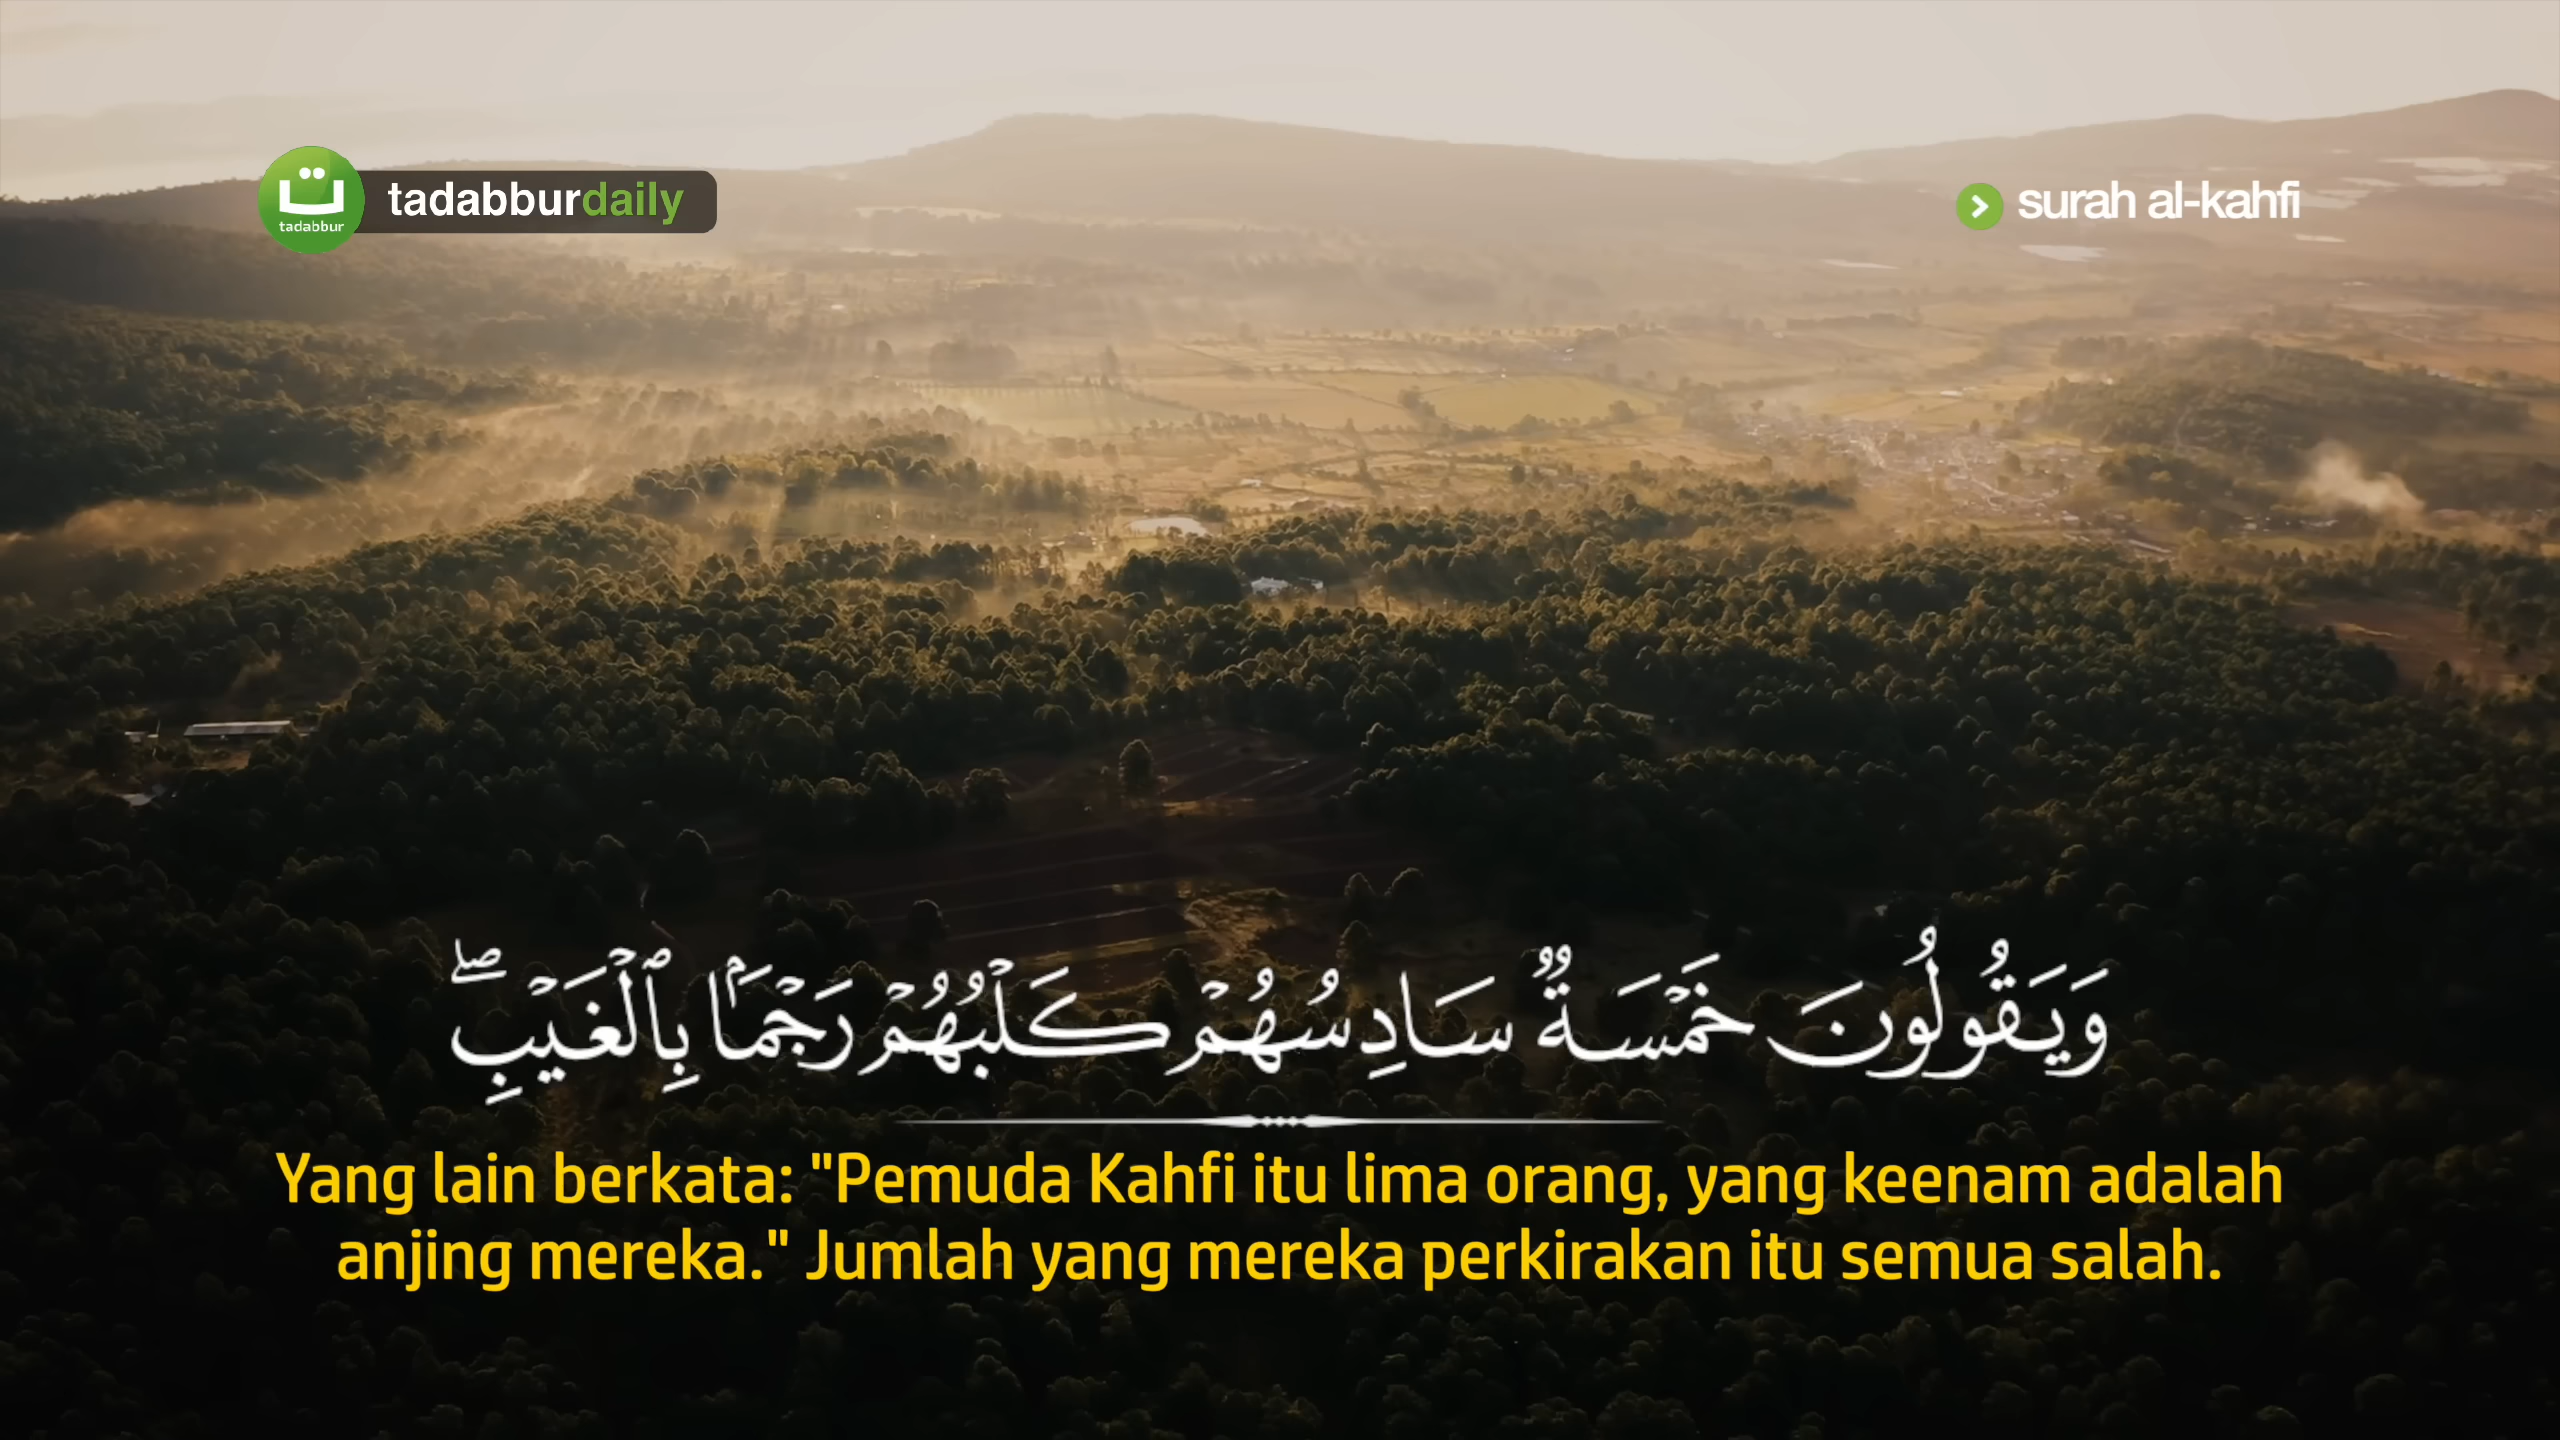 ت
tadabbur
tadabburdaily
surah al-kahfi
وَيَقُولُونَ خَمْسَةٌ سَادِسُهُمْ كَلْبُهُمْ رَجْمًۢا بِٱلْغَيْبِ ۖ
Yang lain berkata: "Pemuda Kahfi itu lima orang, yang keenam adalah
anjing mereka." Jumlah yang mereka perkirakan itu semua salah.